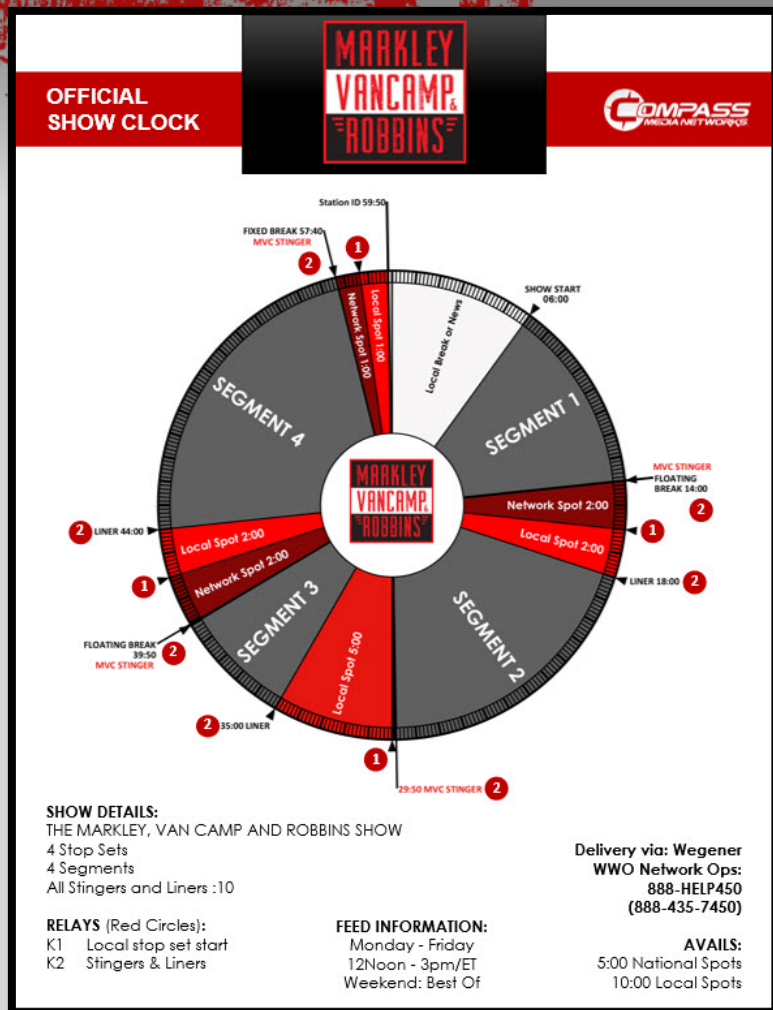 OFFICIAL
SHOW CLOCK
MARKLEY
VANCAMP&
ROBBINS
COMPASS
MEDIA NETWORKS
Station ID 59:50
FIXED BREAK 57:40
MVC STINGER
2
1
Network Spot 1:00
Local Spot 1:00
Local Break or News
SHOW START
06:00
SEGMENT 4
SEGMENT 1
MARKLEY
VANCAMP&
ROBBINS
MVC STINGER
FLOATING
BREAK 14:00
2
Network Spot 2:00
1
Local Spot 2:00
LINER 18:00 2
2 LINER 44:00
Local Spot 2:00
1
Network Spot 2:00
SEGMENT 3
SEGMENT 2
FLOATING BREAK
39:50
MVC STINGER
2
Local Spot 5:00
2 35:00 LINER
1
29:50 MVC STINGER 2
SHOW DETAILS:
THE MARKLEY, VAN CAMP AND ROBBINS SHOW
4 Stop Sets
4 Segments
All Stingers and Liners :10
RELAYS (Red Circles):
K1 Local stop set start
K2 Stingers & Liners
FEED INFORMATION:
Monday - Friday
12Noon - 3pm/ET
Weekend: Best Of
Delivery via: Wegener
WWO Network Ops:
888-HELP450
(888-435-7450)
AVAILS:
5:00 National Spots
10:00 Local Spots